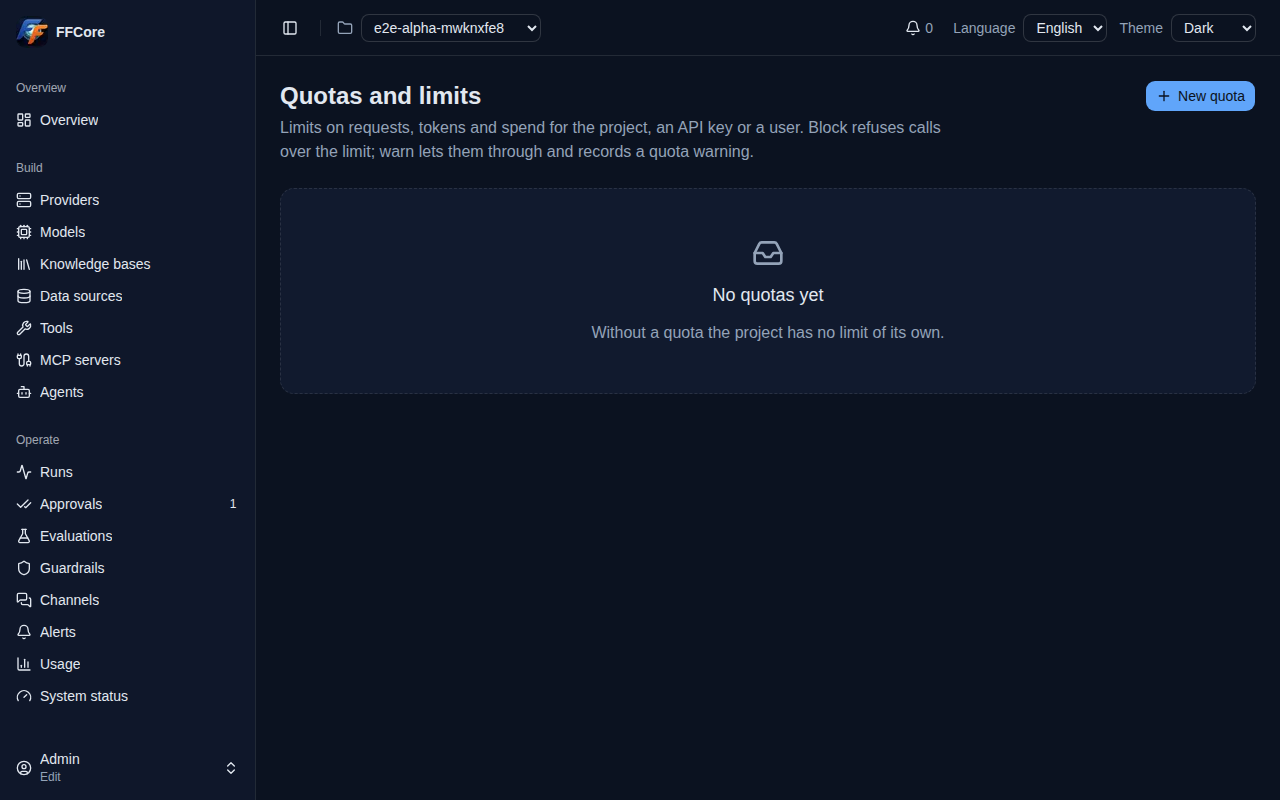 FFCore
e2e-alpha-mwknxfe8
0
Language
English
Theme
Dark
Overview
Overview
Build
Providers
Models
Knowledge bases
Data sources
Tools
MCP servers
Agents
Operate
Runs
Approvals 1
Evaluations
Guardrails
Channels
Alerts
Usage
System status
Admin
Edit
Quotas and limits
New quota
Limits on requests, tokens and spend for the project, an API key or a user. Block refuses calls
over the limit; warn lets them through and records a quota warning.
No quotas yet
Without a quota the project has no limit of its own.